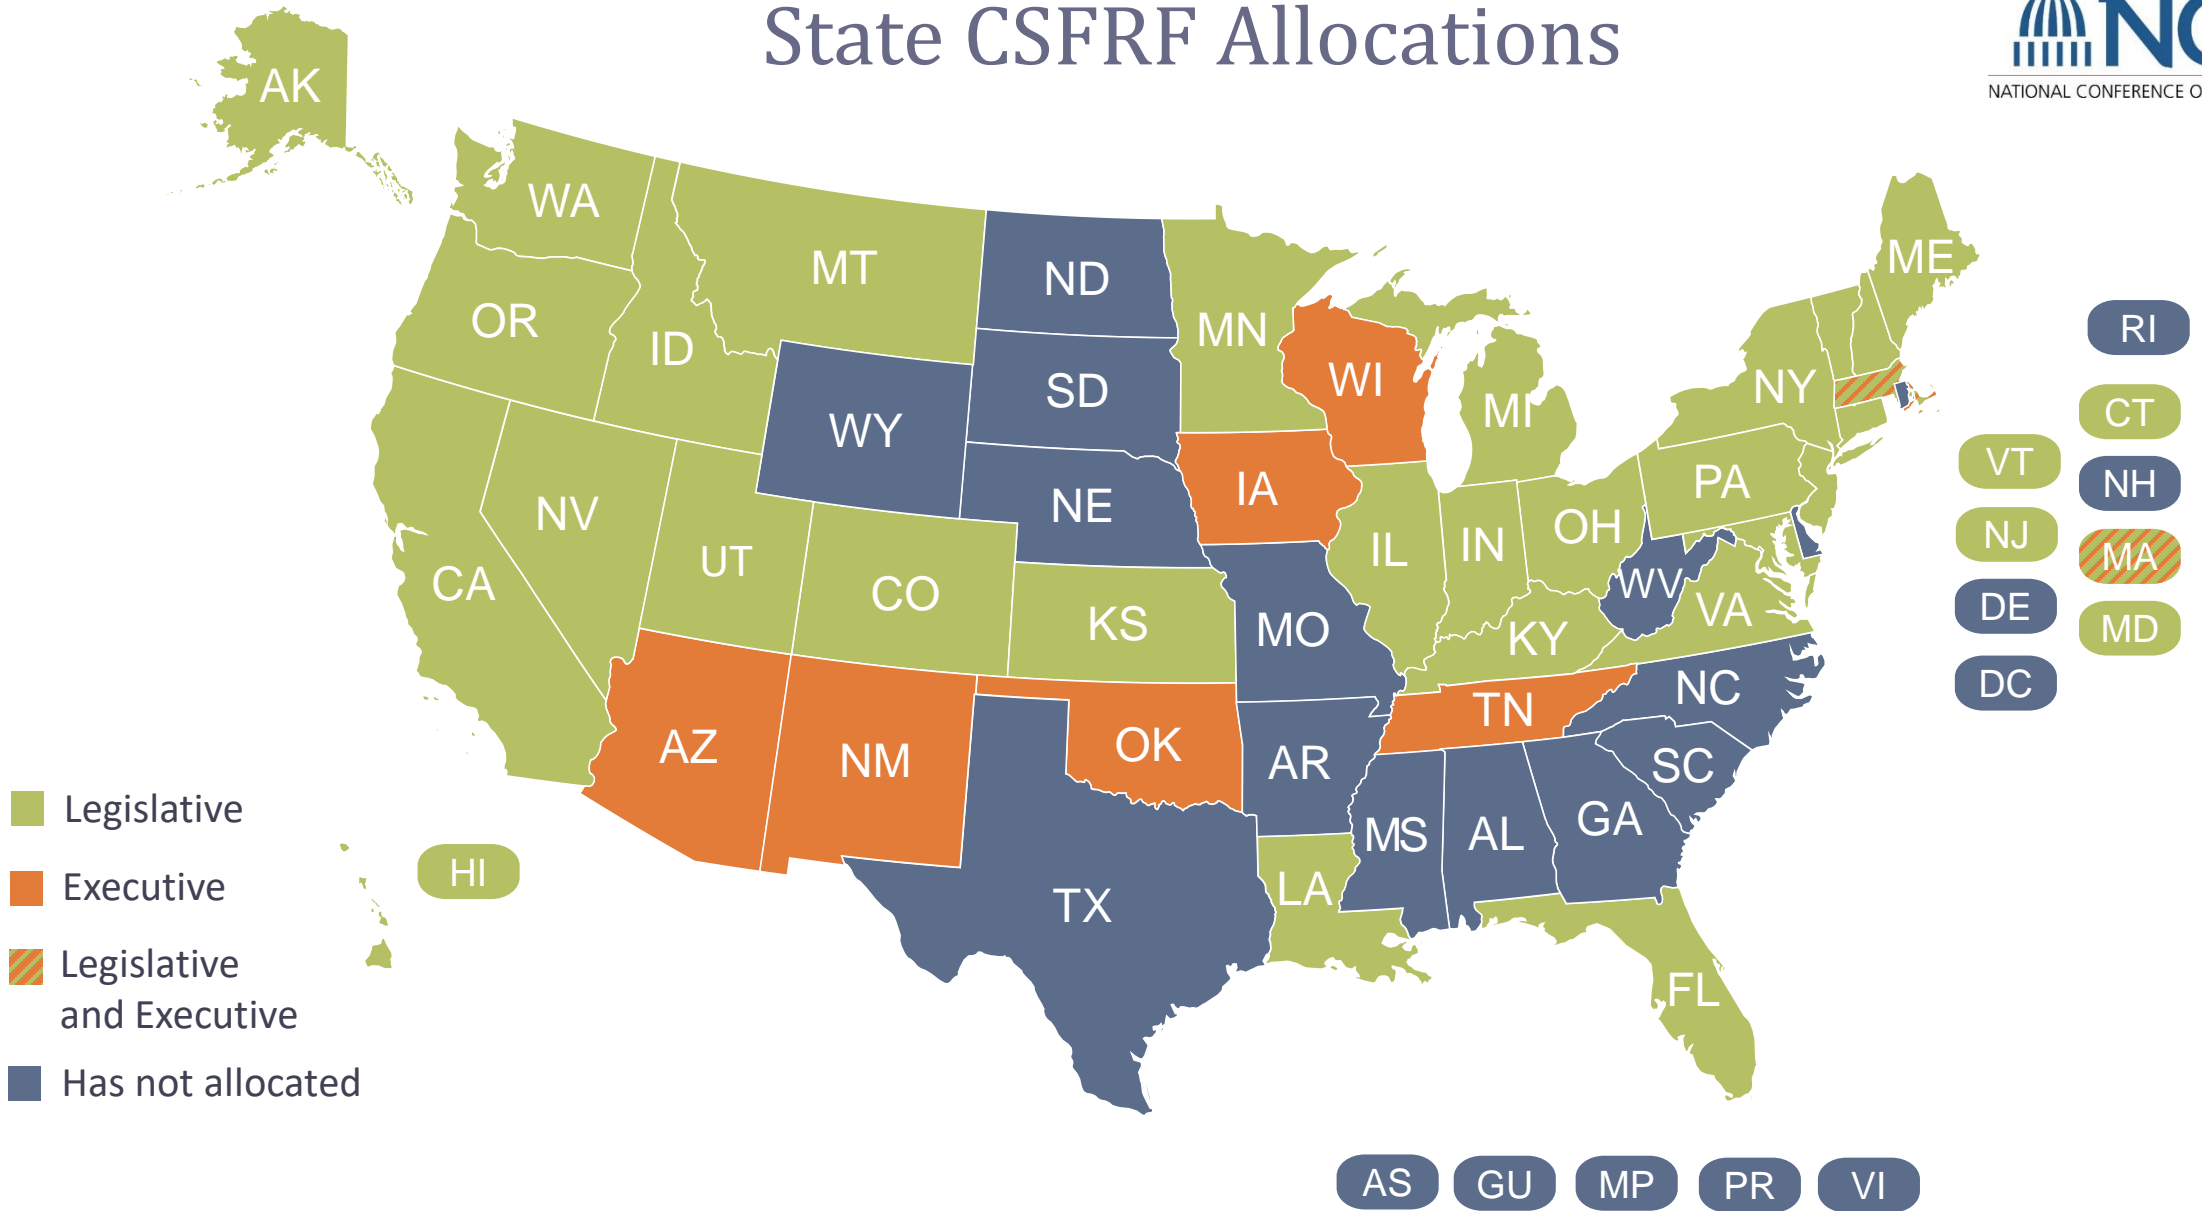 State CSFRF Allocations
NATIONAL CONFERENCE O
AK
WA
MT
ND
MN
ME
OR
ID
SD
WI
MI
NY
RI
WY
CT
VT
NH
NV
NE
IA
PA
NJ
UT
IL
IN
OH
MA
CA
CO
KS
MO
WV
VA
DE
KY
MD
DC
NC
TN
AZ
NM
OK
AR
SC
MS
AL
GA
LA
TX
FL
HI
Legislative
Executive
Legislative
and Executive
Has not allocated
AS
GU
MP
PR
VI